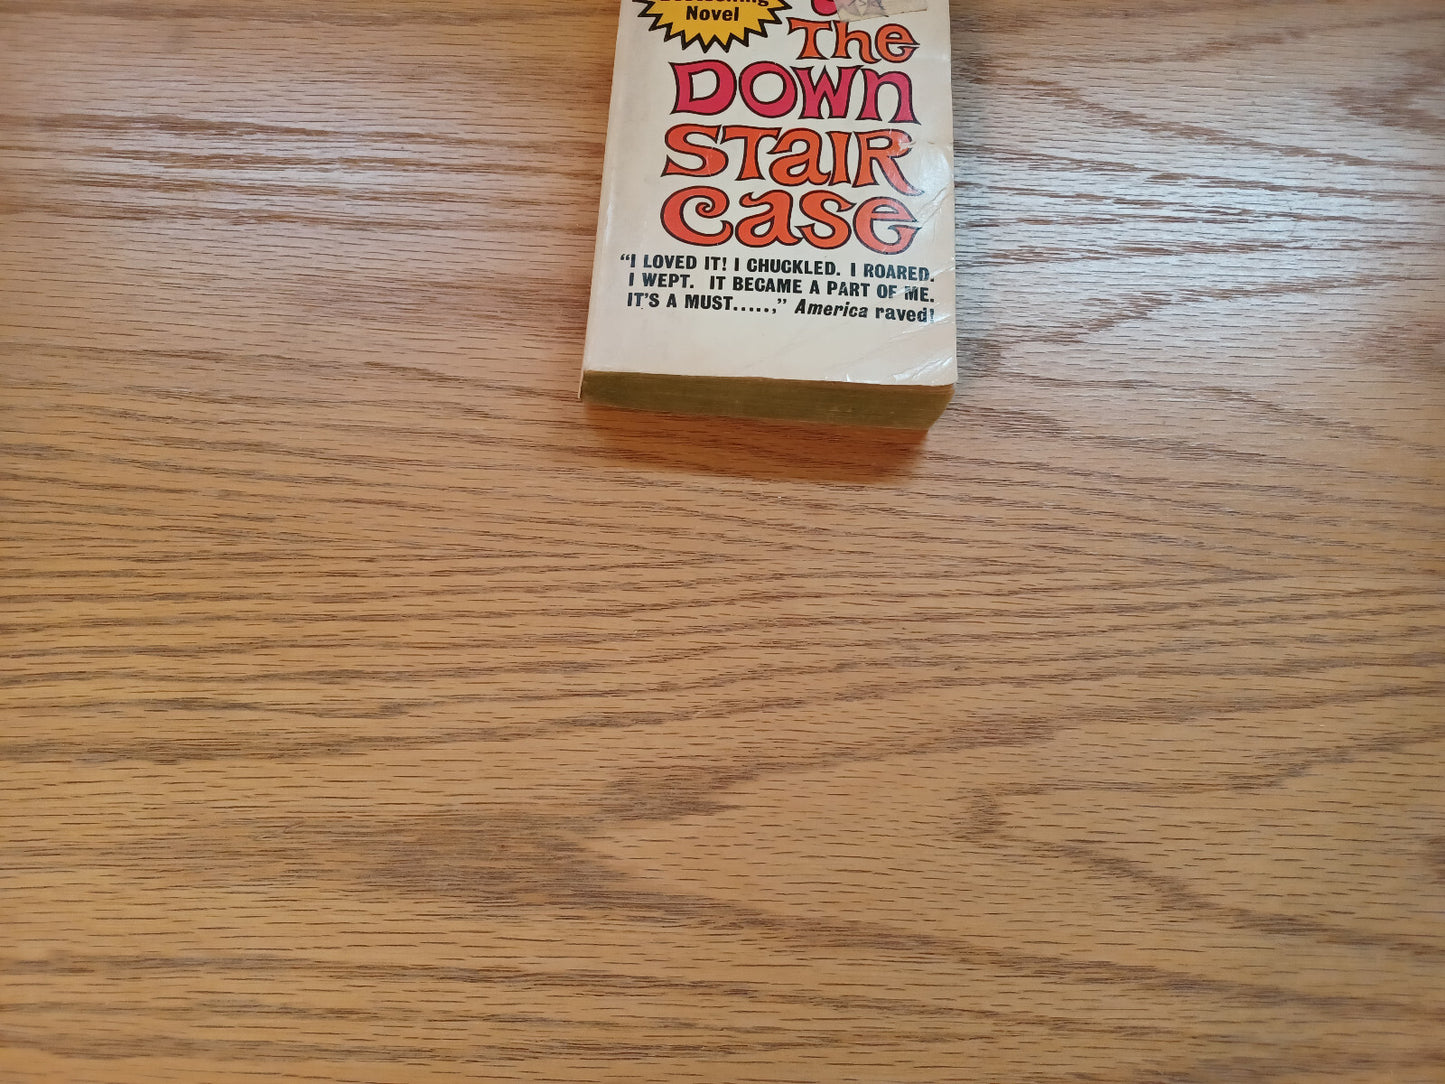 Novel
The
DOWN
STAIR
Case
“I LOVED IT! I CHUCKLED. I ROARED.
I WEPT. IT BECAME A PART OF ME.
IT'S A MUST.....,” America raved!